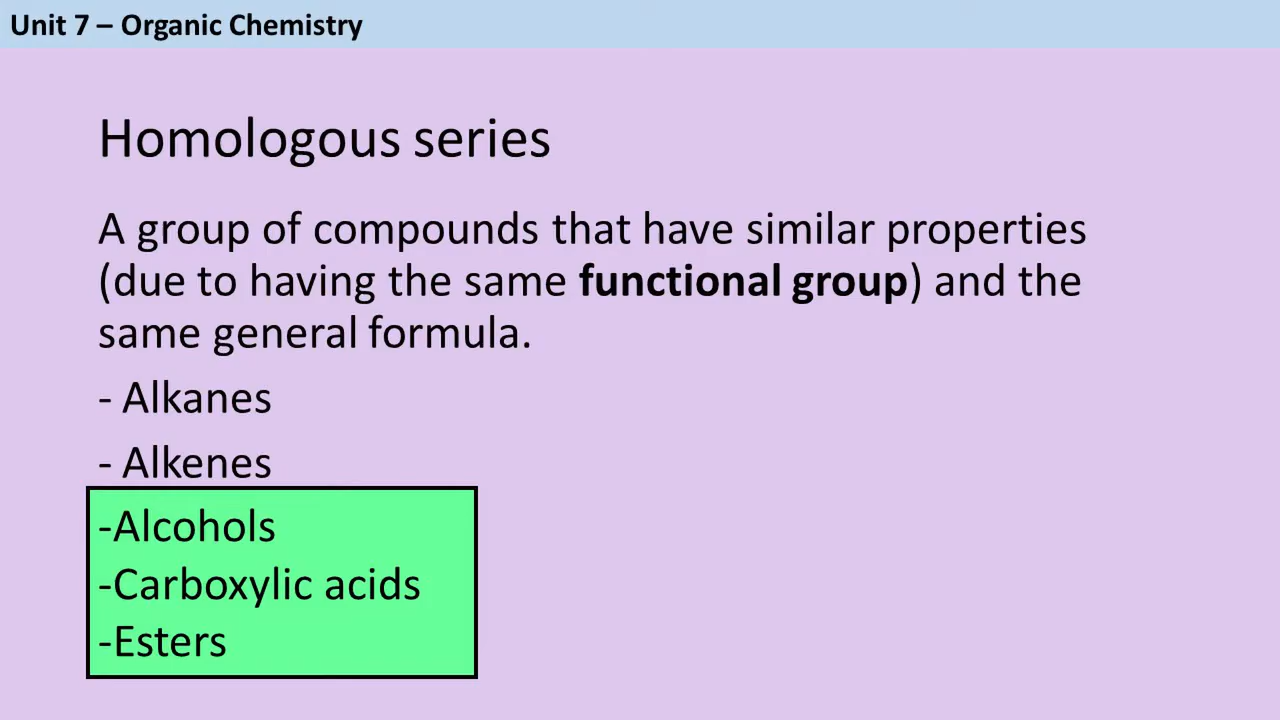 Unit 7 – Organic Chemistry
Homologous series
A group of compounds that have similar properties
(due to having the same functional group) and the
same general formula.
- Alkanes
- Alkenes
-Alcohols
-Carboxylic acids
-Esters